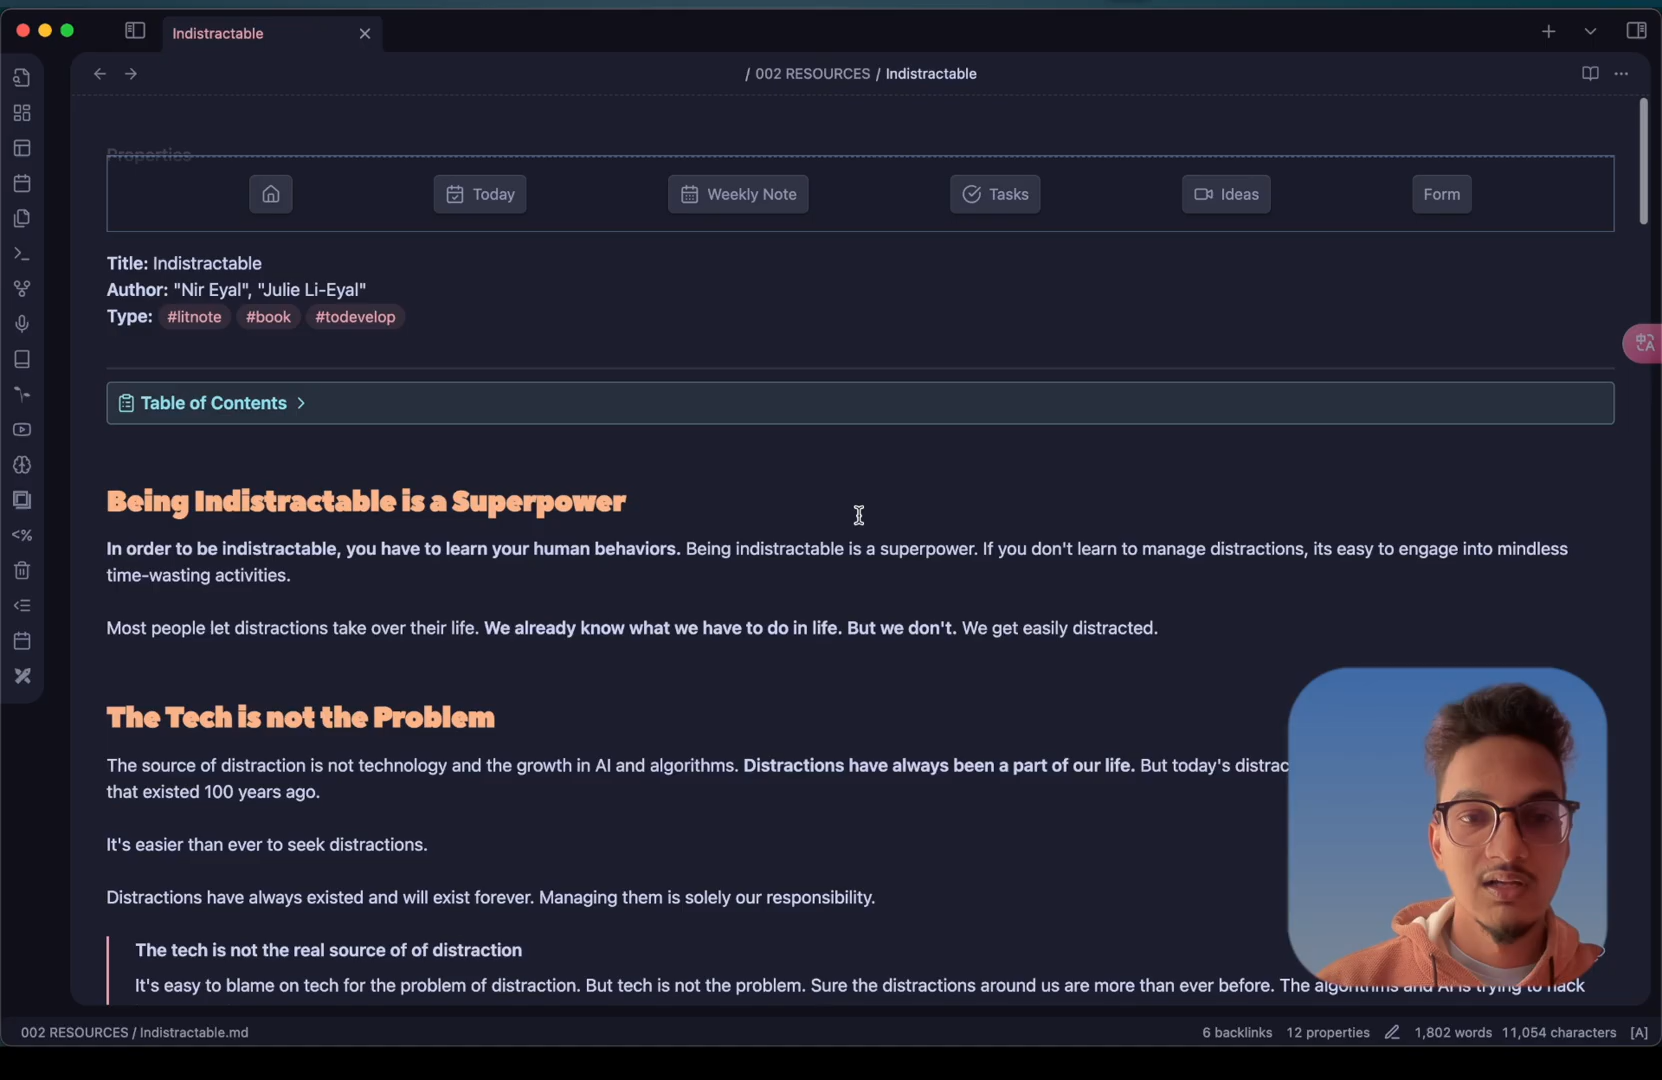 Indistractable
/ 002 RESOURCES / Indistractable
Properties
Today
Weekly Note
Tasks
Ideas
Form
Title: Indistractable
Author: "Nir Eyal", "Julie Li-Eyal"
Type: #litnote #book #todevelop
Table of Contents
Being Indistractable is a Superpower
In order to be indistractable, you have to learn your human behaviors. Being indistractable is a superpower. If you don't learn to manage distractions, its easy to engage into mindless
time-wasting activities.
Most people let distractions take over their life. We already know what we have to do in life. But we don't. We get easily distracted.
The Tech is not the Problem
The source of distraction is not technology and the growth in AI and algorithms. Distractions have always been a part of our life. But today's distrac
that existed 100 years ago.
It's easier than ever to seek distractions.
Distractions have always existed and will exist forever. Managing them is solely our responsibility.
The tech is not the real source of of distraction
It's easy to blame on tech for the problem of distraction. But tech is not the problem. Sure the distractions around us are more than ever before. The algorithms and AI is trying to hack
002 RESOURCES / Indistractable.md
6 backlinks 12 properties 1,802 words 11,054 characters [A]